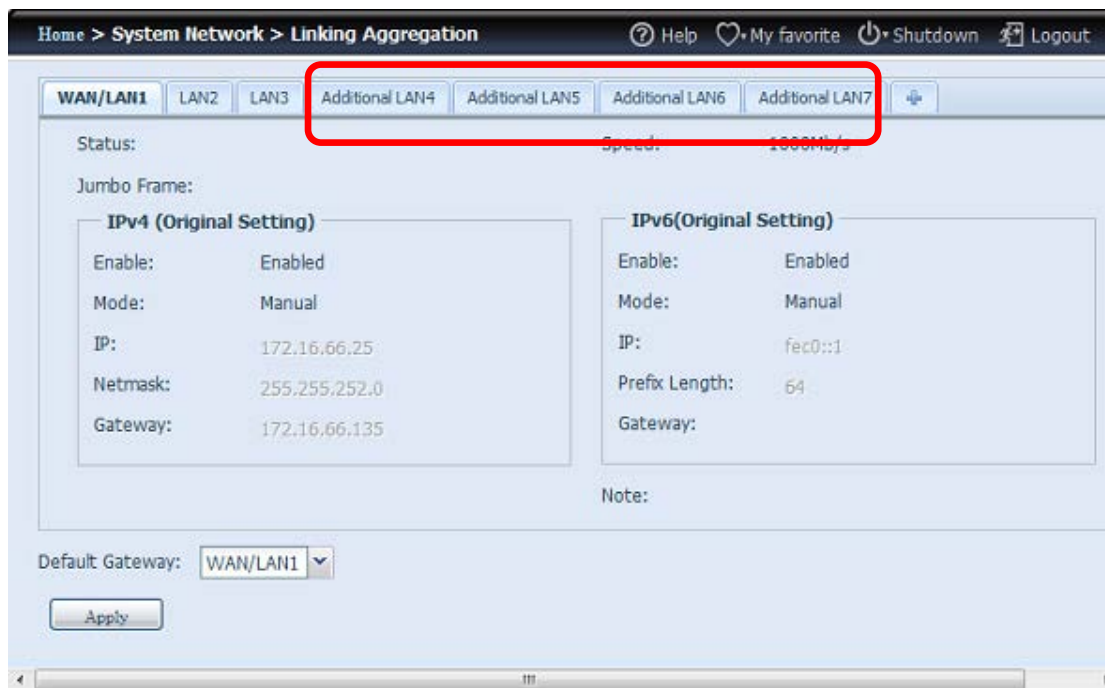 Home > System Network > Linking Aggregation Help My favorite Shutdown Logout
WAN/LAN1 LAN2 LAN3 Additional LAN4 Additional LAN5 Additional LAN6 Additional LAN7
Status: Speed: 1000Mb/s
Jumbo Frame:
IPv4 (Original Setting)
Enable: Enabled
Mode: Manual
IP: 172.16.66.25
Netmask: 255.255.252.0
Gateway: 172.16.66.135
IPv6(Original Setting)
Enable: Enabled
Mode: Manual
IP: fec0::1
Prefix Length: 64
Gateway:
Note:
Default Gateway: WAN/LAN1
Apply